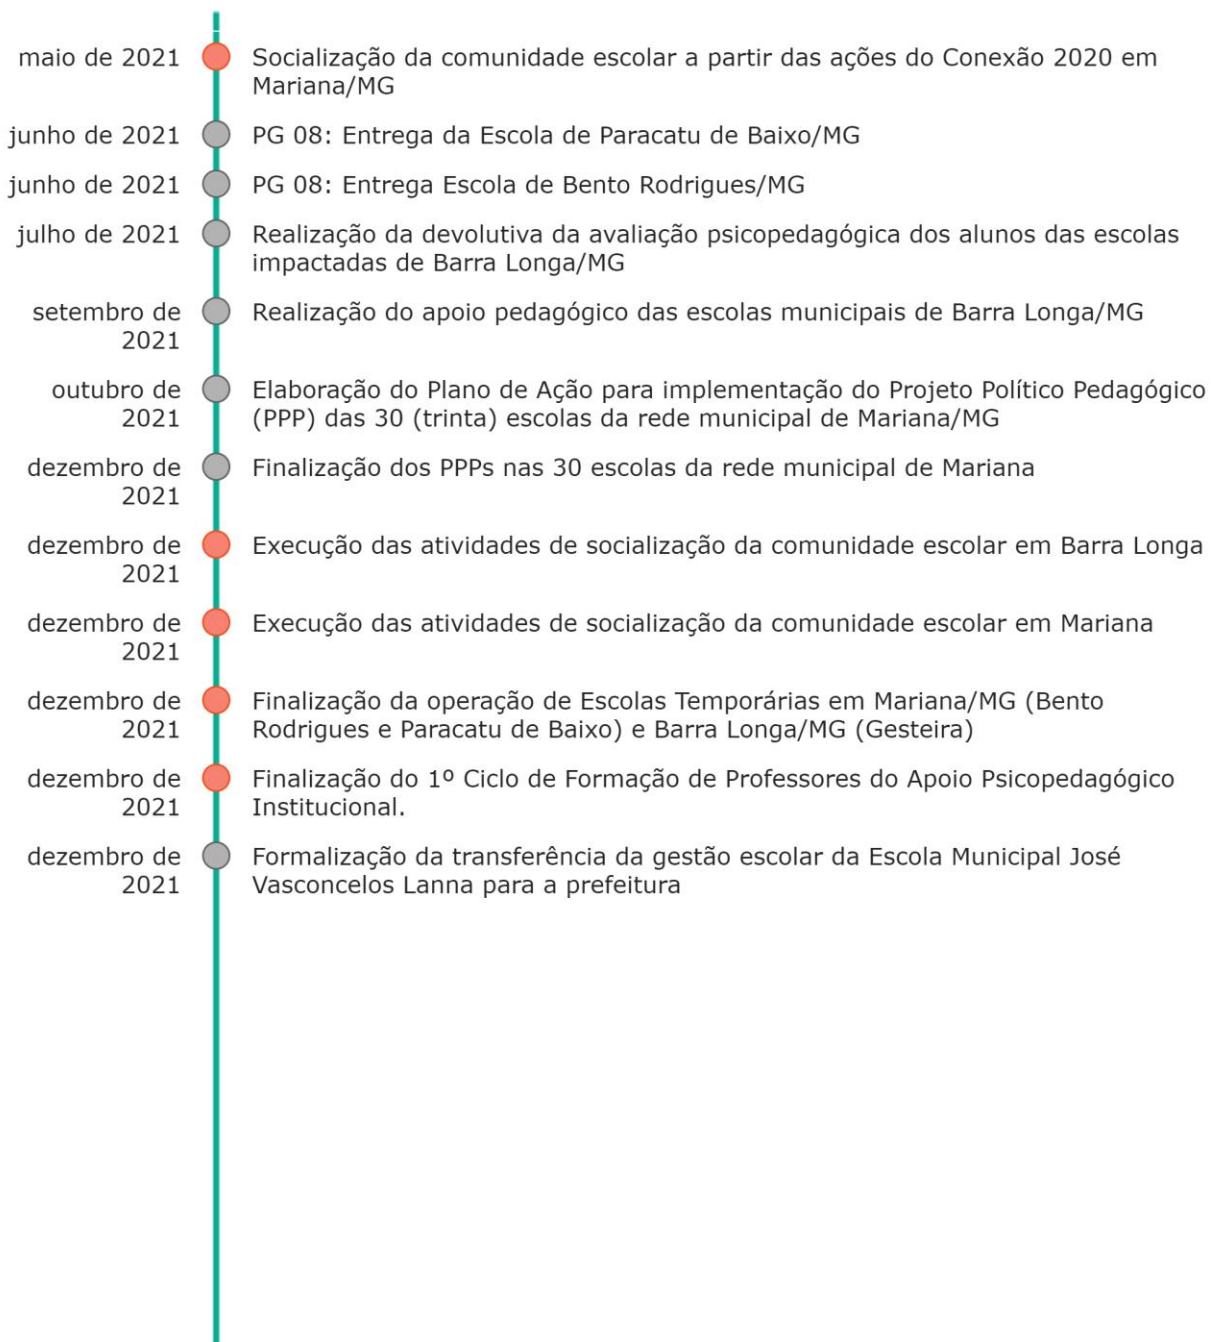 maio de 2021 Socialização da comunidade escolar a partir das ações do Conexão 2020 em
Mariana/MG
junho de 2021 PG 08: Entrega da Escola de Paracatu de Baixo/MG
junho de 2021 PG 08: Entrega Escola de Bento Rodrigues/MG
julho de 2021 Realização da devolutiva da avaliação psicopedagógica dos alunos das escolas
impactadas de Barra Longa/MG
setembro de Realização do apoio pedagógico das escolas municipais de Barra Longa/MG
2021
outubro de Elaboração do Plano de Ação para implementação do Projeto Político Pedagógico
2021 (PPP) das 30 (trinta) escolas da rede municipal de Mariana/MG
dezembro de Finalização dos PPPs nas 30 escolas da rede municipal de Mariana
2021
dezembro de Execução das atividades de socialização da comunidade escolar em Barra Longa
2021
dezembro de Execução das atividades de socialização da comunidade escolar em Mariana
2021
dezembro de Finalização da operação de Escolas Temporárias em Mariana/MG (Bento
2021 Rodrigues e Paracatu de Baixo) e Barra Longa/MG (Gesteira)
dezembro de Finalização do 1º Ciclo de Formação de Professores do Apoio Psicopedagógico
2021 Institucional.
dezembro de Formalização da transferência da gestão escolar da Escola Municipal José
2021 Vasconcelos Lanna para a prefeitura